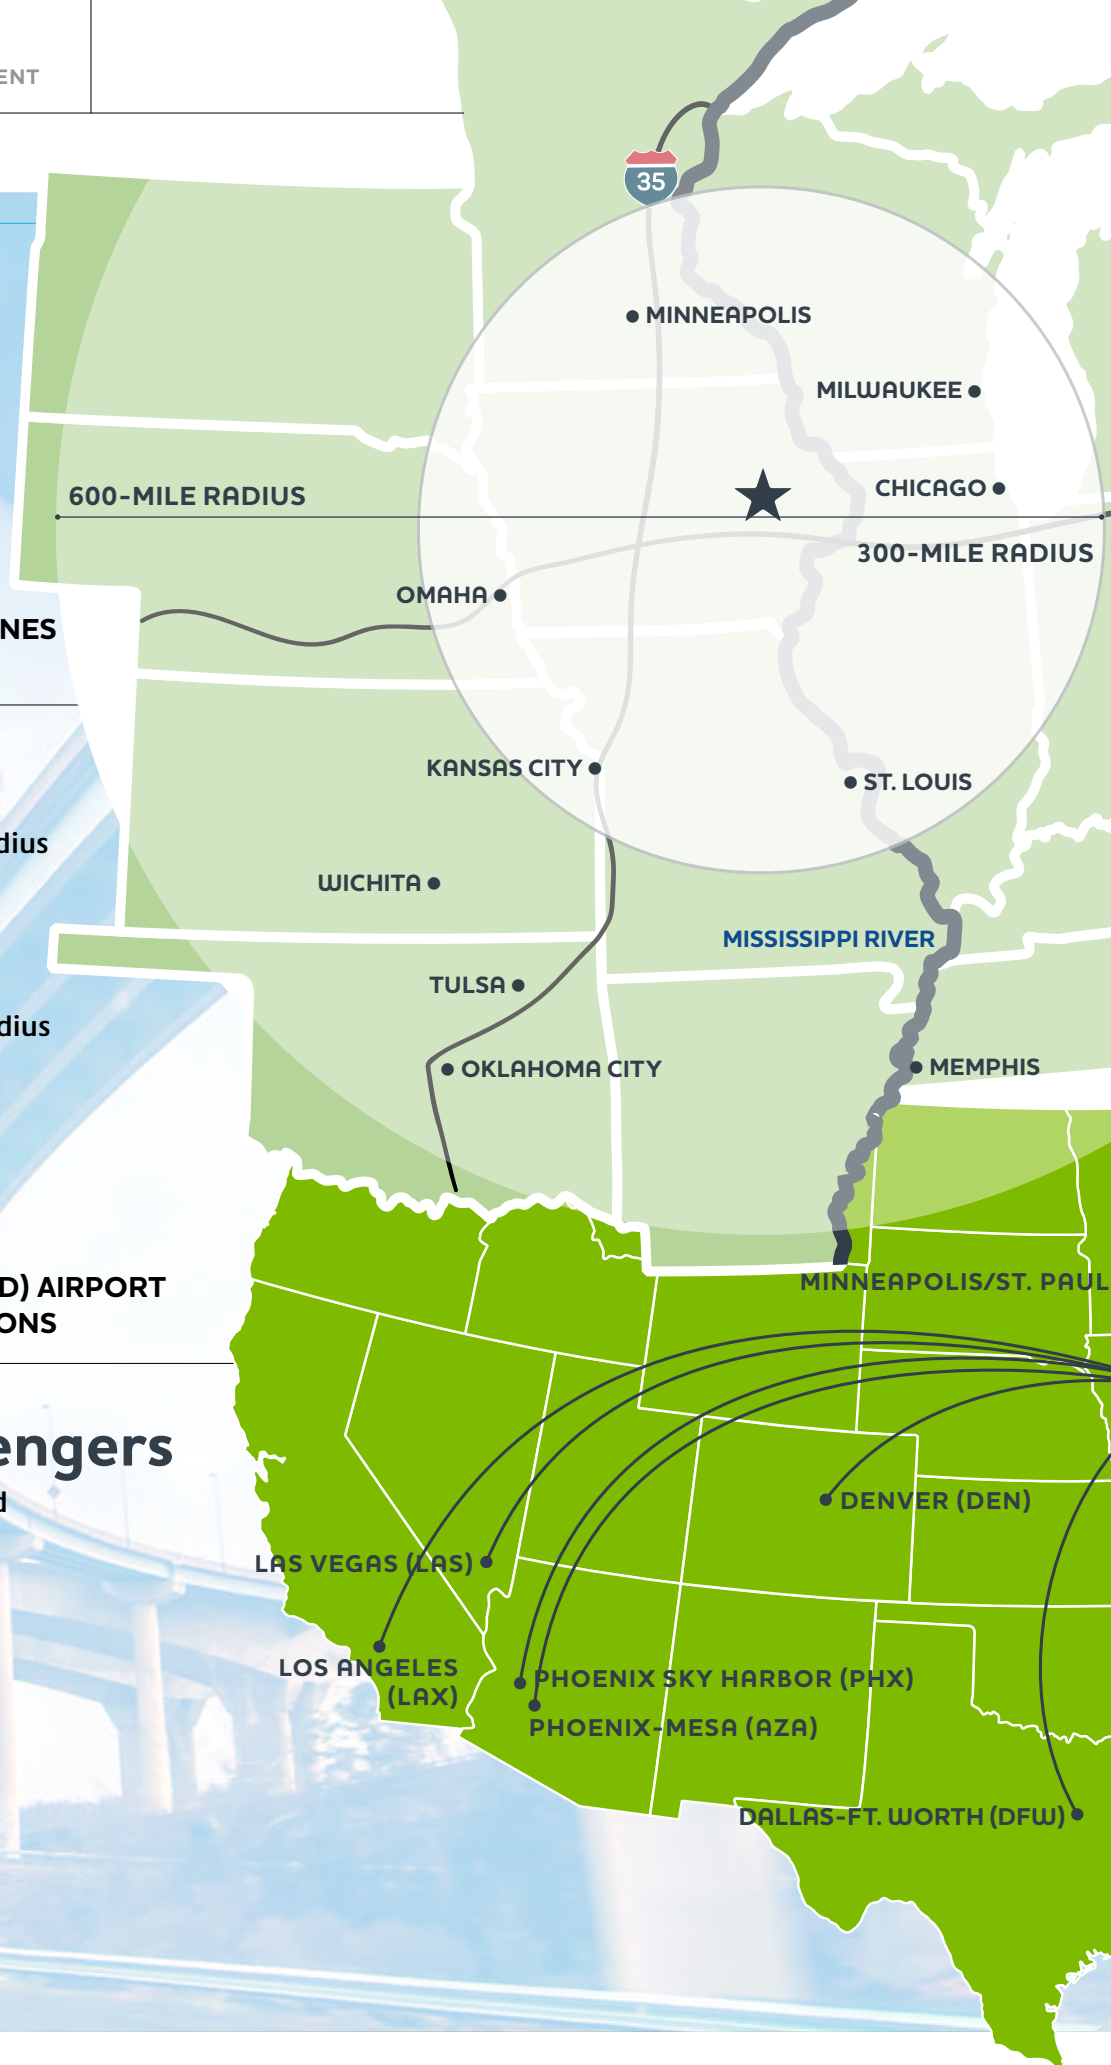 ENT
35
MINNEAPOLIS
MILWAUKEE
600-MILE RADIUS
CHICAGO
300-MILE RADIUS
OMAHA
NES
KANSAS CITY
ST. LOUIS
dius
WICHITA
MISSISSIPPI RIVER
TULSA
dius
OKLAHOMA CITY
MEMPHIS
D) AIRPORT
ONS
MINNEAPOLIS/ST. PAUL
engers
d
DENVER (DEN)
LAS VEGAS (LAS)
LOS ANGELES
(LAX)
PHOENIX SKY HARBOR (PHX)
PHOENIX-MESA (AZA)
DALLAS-FT. WORTH (DFW)